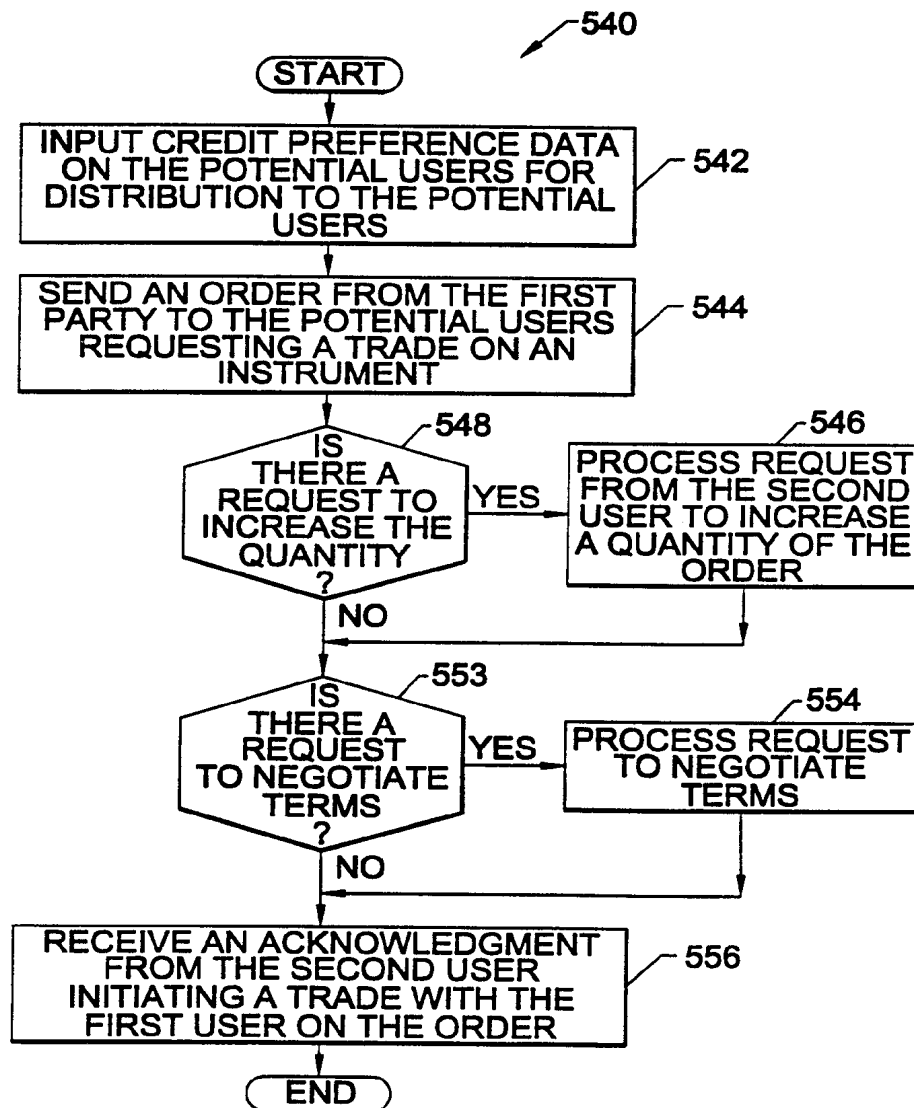 540
START
INPUT CREDIT PREFERENCE DATA
ON THE POTENTIAL USERS FOR
DISTRIBUTION TO THE POTENTIAL
USERS
542
SEND AN ORDER FROM THE FIRST
PARTY TO THE POTENTIAL USERS
REQUESTING A TRADE ON AN
INSTRUMENT
544
548
IS
THERE A
REQUEST TO
INCREASE THE
QUANTITY
?
YES
NO
546
PROCESS REQUEST
FROM THE SECOND
USER TO INCREASE
A QUANTITY OF THE
ORDER
553
IS
THERE A
REQUEST
TO NEGOTIATE
TERMS
?
YES
NO
554
PROCESS REQUEST
TO NEGOTIATE
TERMS
RECEIVE AN ACKNOWLEDGMENT
FROM THE SECOND USER
INITIATING A TRADE WITH THE
FIRST USER ON THE ORDER
556
END